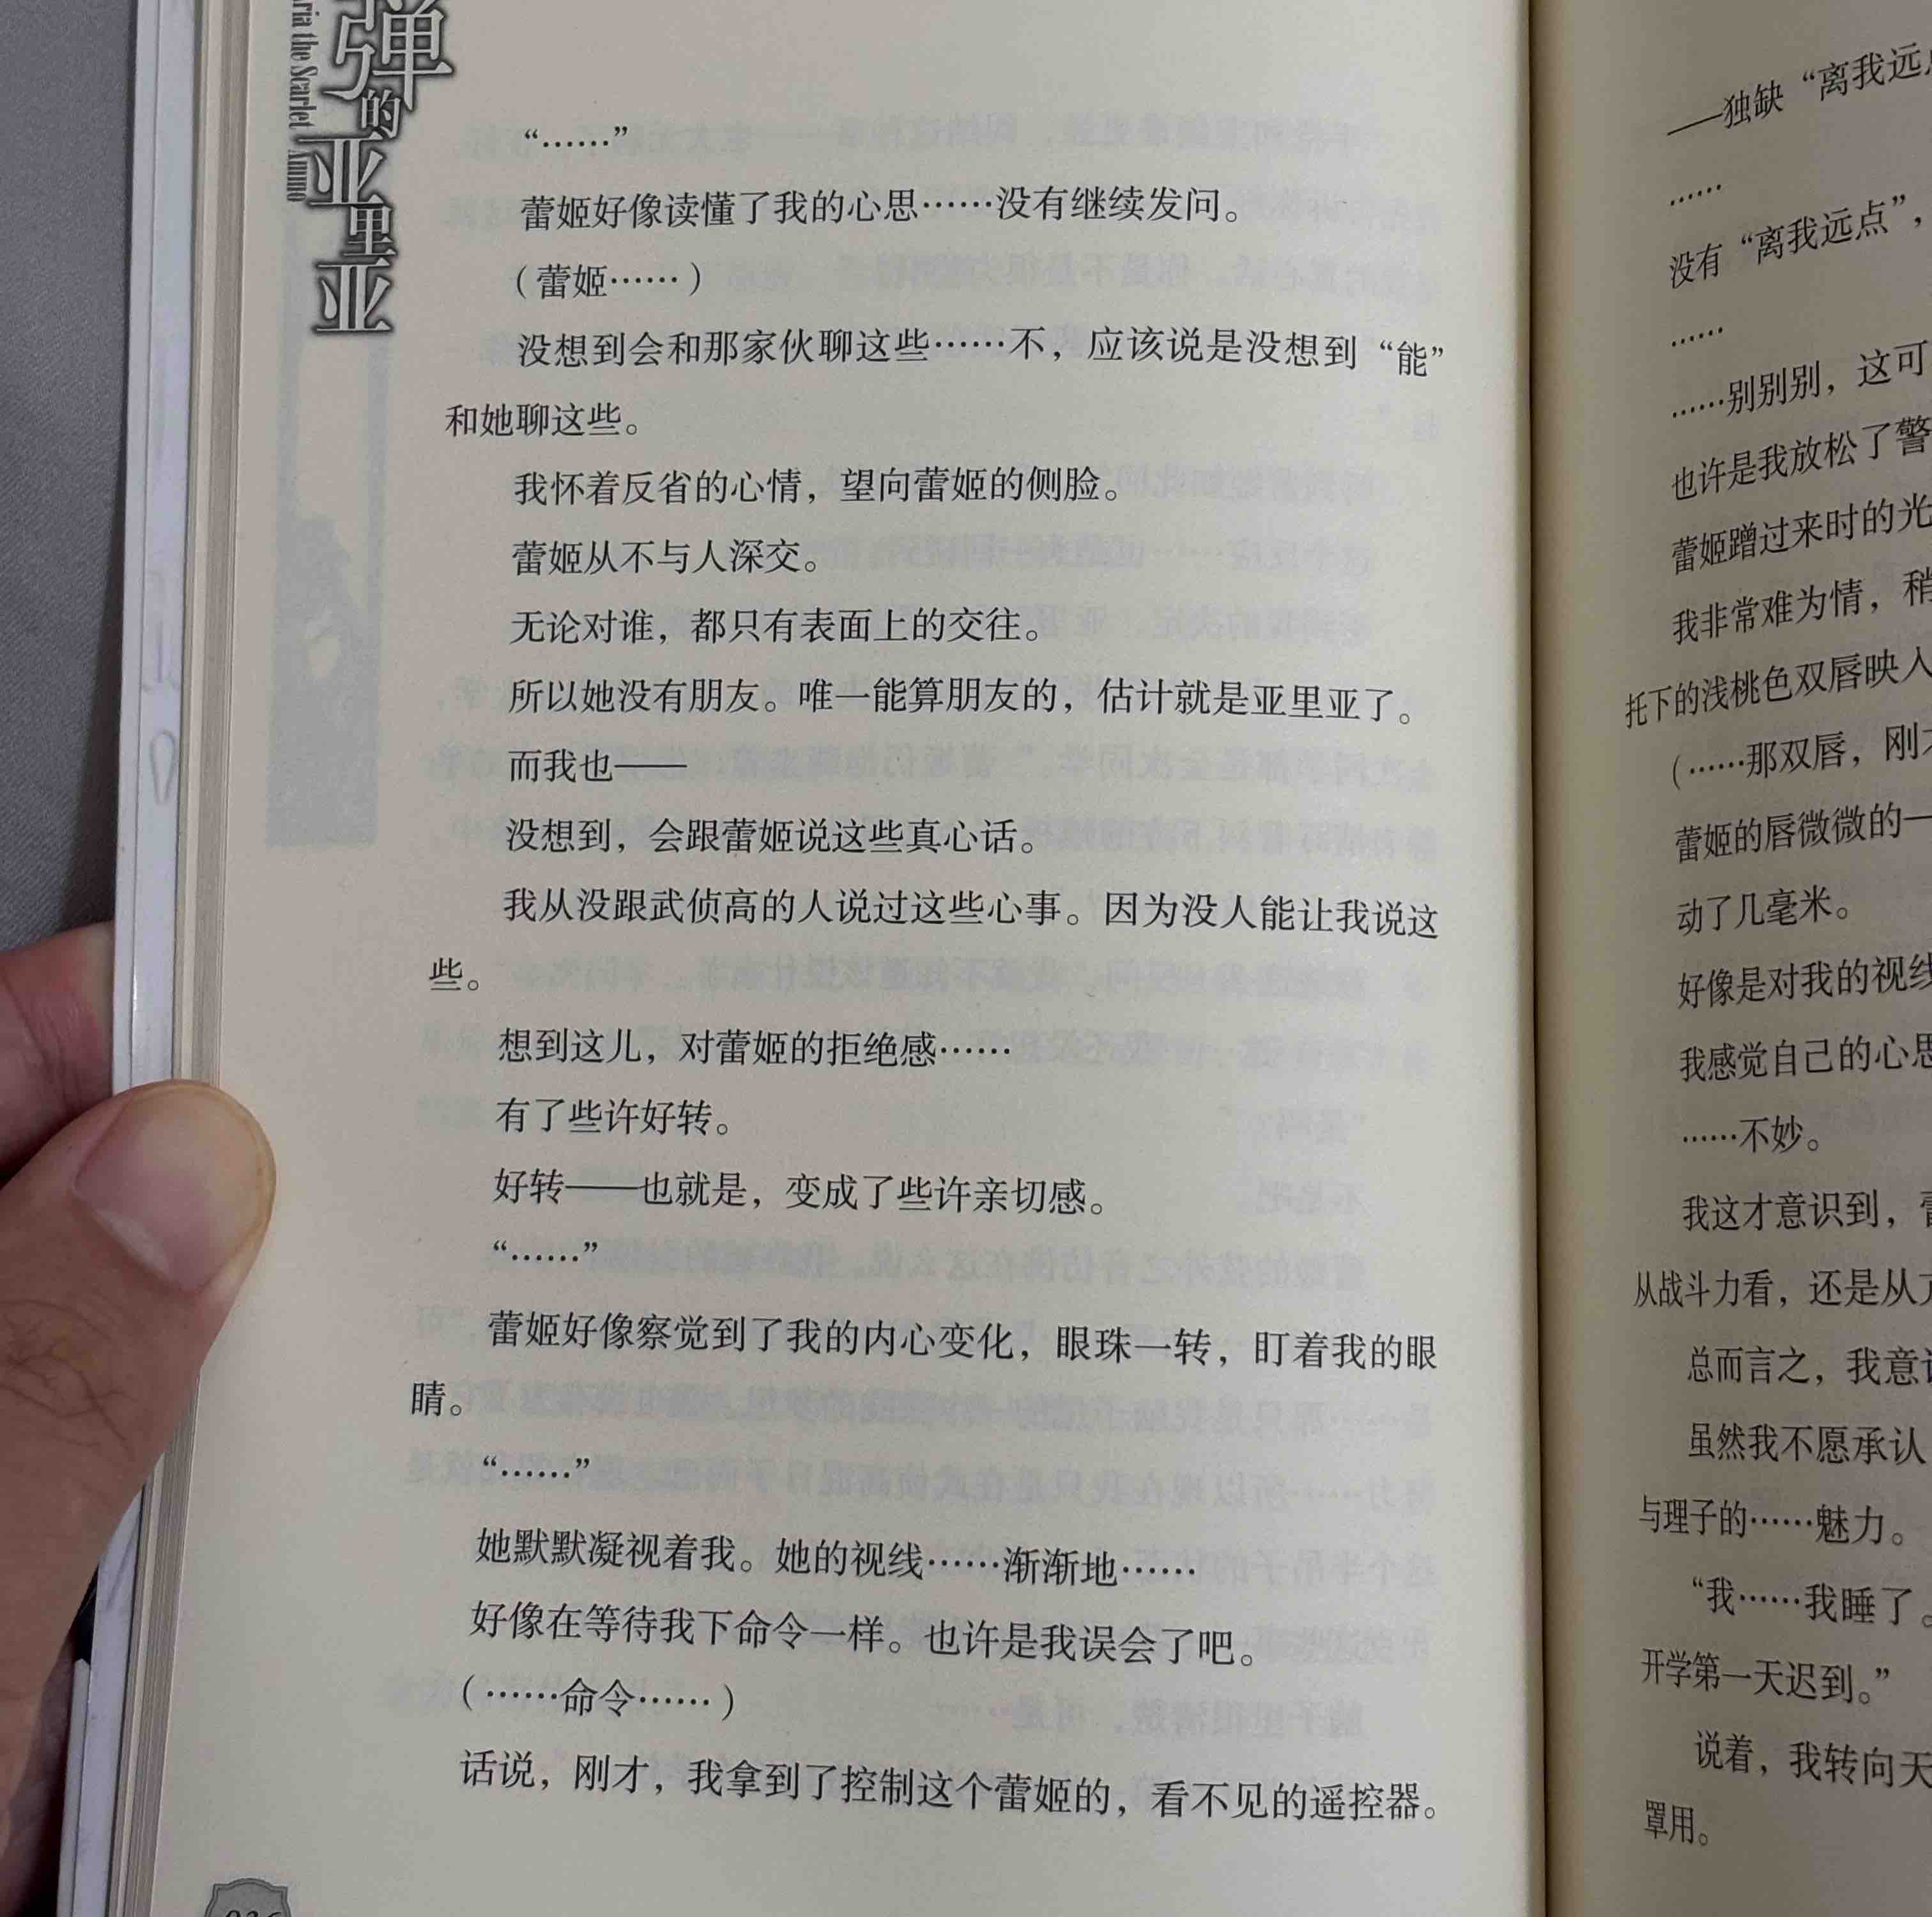 弹的亚里亚
ria the Scarlet Ammo
“……”
蕾姬好像读懂了我的心思……没有继续发问。
（蕾姬……）
没想到会和那家伙聊这些……不，应该说是没想到“能”
和她聊这些。
我怀着反省的心情，望向蕾姬的侧脸。
蕾姬从不与人深交。
无论对谁，都只有表面上的交往。
所以她没有朋友。唯一能算朋友的，估计就是亚里亚了。
而我也——
没想到，会跟蕾姬说这些真心话。
我从没跟武侦高的人说过这些心事。因为没人能让我说这
些。
想到这儿，对蕾姬的拒绝感……
有了些许好转。
好转——也就是，变成了些许亲切感。
“……”
蕾姬好像察觉到了我的内心变化，眼珠一转，盯着我的眼
睛。
“……”
她默默凝视着我。她的视线……渐渐地……
好像在等待我下命令一样。也许是我误会了吧。
（……命令……）
话说，刚才，我拿到了控制这个蕾姬的，看不见的遥控器。
——独缺“离我远
……
没有“离我远点”，
……
……别别别，这可
也许是我放松了警
蕾姬蹭过来时的光
我非常难为情，稍
托下的浅桃色双唇映人
（……那双唇，刚
蕾姬的唇微微的一
动了几毫米。
好像是对我的视线
我感觉自己的心思
……不妙。
我这才意识到，
从战斗力看，还是从
总而言之，我意
虽然我不愿承认
与理子的……魅力。
“我……我睡了。
开学第一天迟到。”
说着，我转向天
罩用。